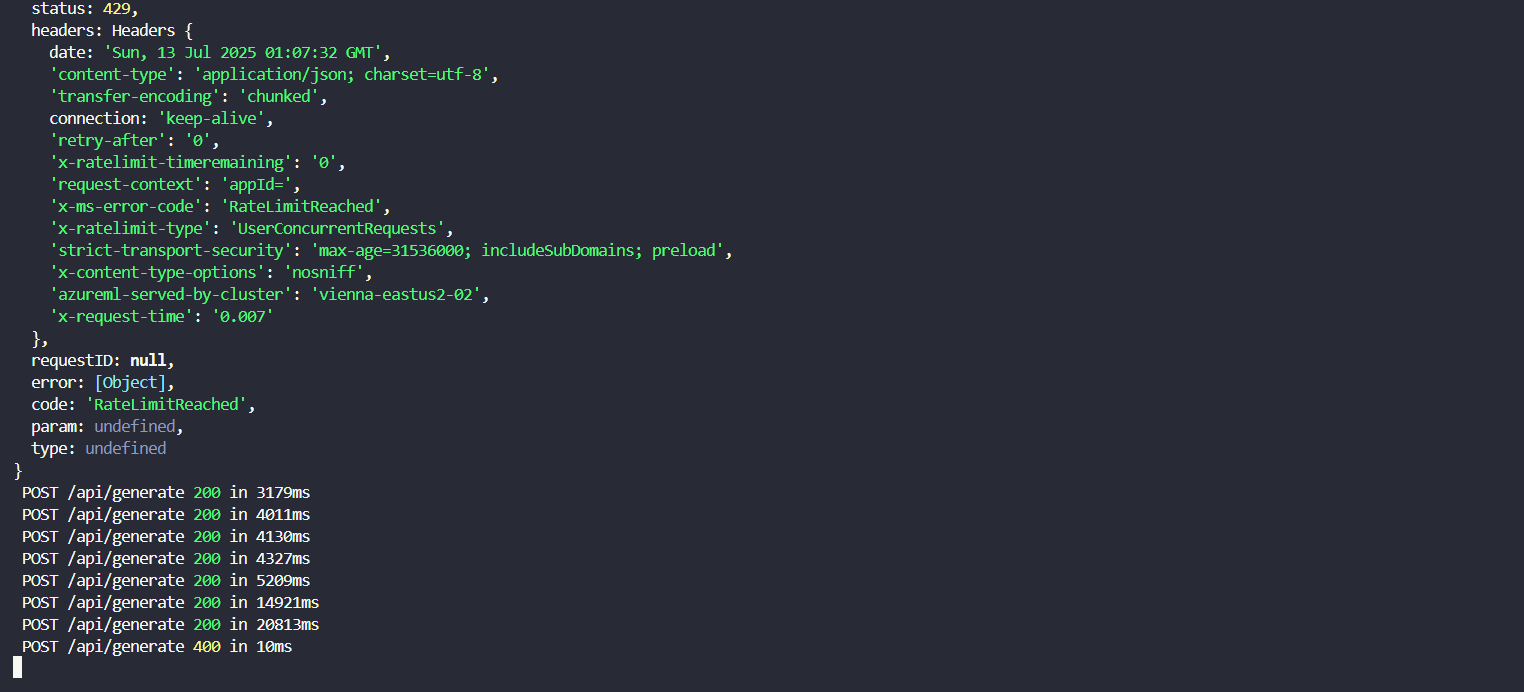 status: 429,
headers: Headers {
date: 'Sun, 13 Jul 2025 01:07:32 GMT',
'content-type': 'application/json; charset=utf-8',
'transfer-encoding': 'chunked',
connection: 'keep-alive',
'retry-after': '0',
'x-ratelimit-timeremaining': '0',
'request-context': 'appId=',
'x-ms-error-code': 'RateLimitReached',
'x-ratelimit-type': 'UserConcurrentRequests',
'strict-transport-security': 'max-age=31536000; includeSubDomains; preload',
'x-content-type-options': 'nosniff',
'azureml-served-by-cluster': 'vienna-eastus2-02',
'x-request-time': '0.007'
},
requestID: null,
error: [Object],
code: 'RateLimitReached',
param: undefined,
type: undefined
}
POST /api/generate 200 in 3179ms
POST /api/generate 200 in 4011ms
POST /api/generate 200 in 4130ms
POST /api/generate 200 in 4327ms
POST /api/generate 200 in 5209ms
POST /api/generate 200 in 14921ms
POST /api/generate 200 in 20813ms
POST /api/generate 400 in 10ms